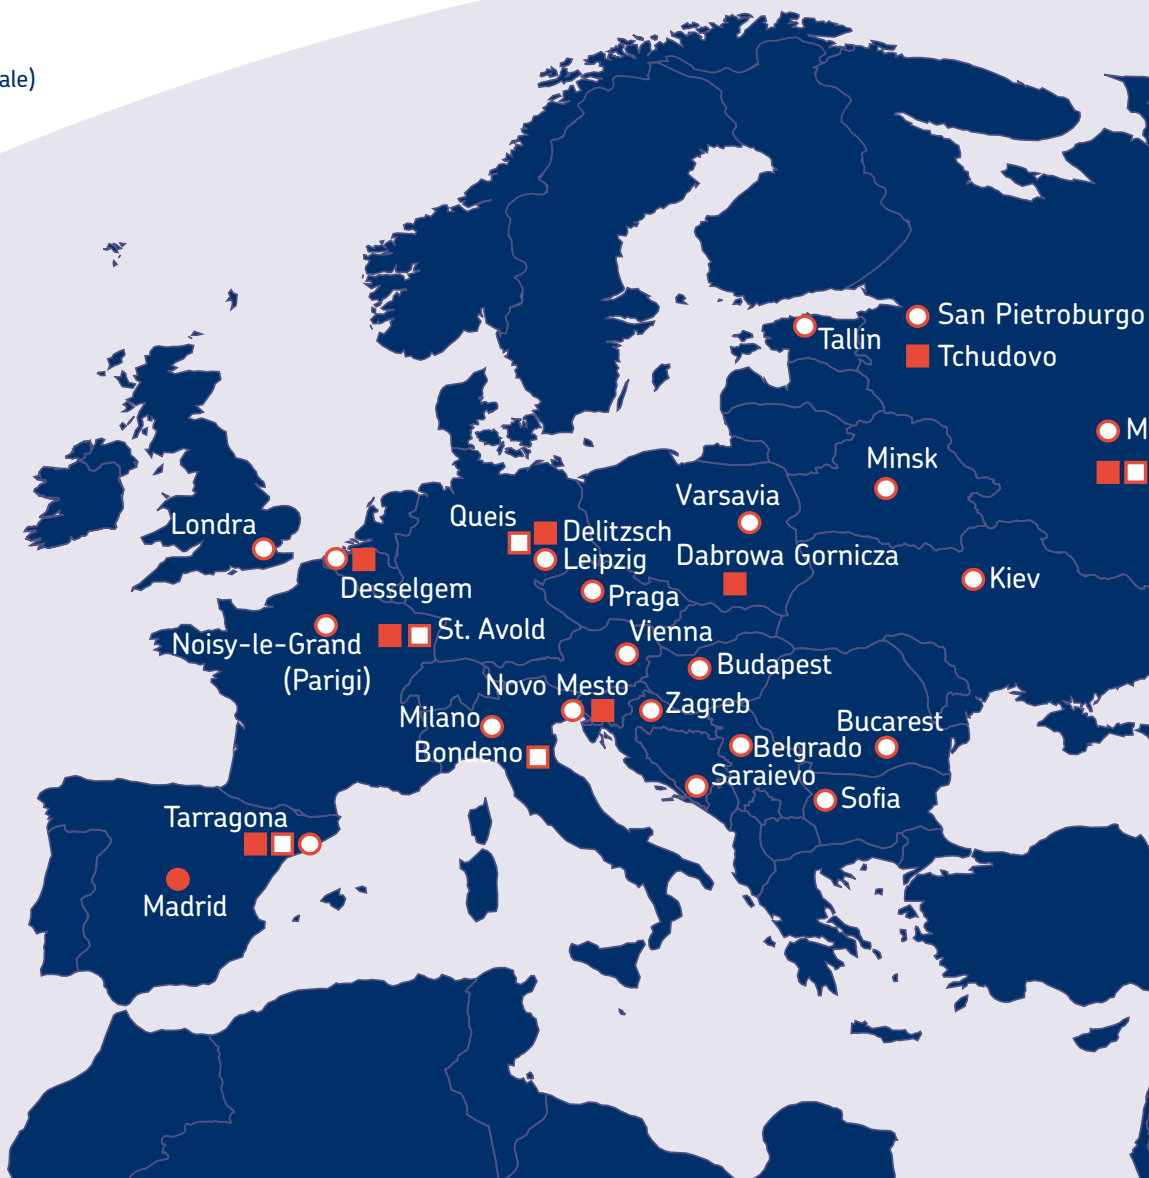 ale)
San Pietroburgo
Tallin
Tchudovo
M
Minsk
Varsavia
Queis
Londra
Delitzsch
Leipzig
Dabrowa Gornicza
Kiev
Desselgem
Praga
St. Avold
Vienna
Noisy-le-Grand
(Parigi)
Budapest
Novo Mesto
Zagreb
Milano
Bucarest
Bondeno
Belgrado
Saraievo
Sofia
Tarragona
Madrid